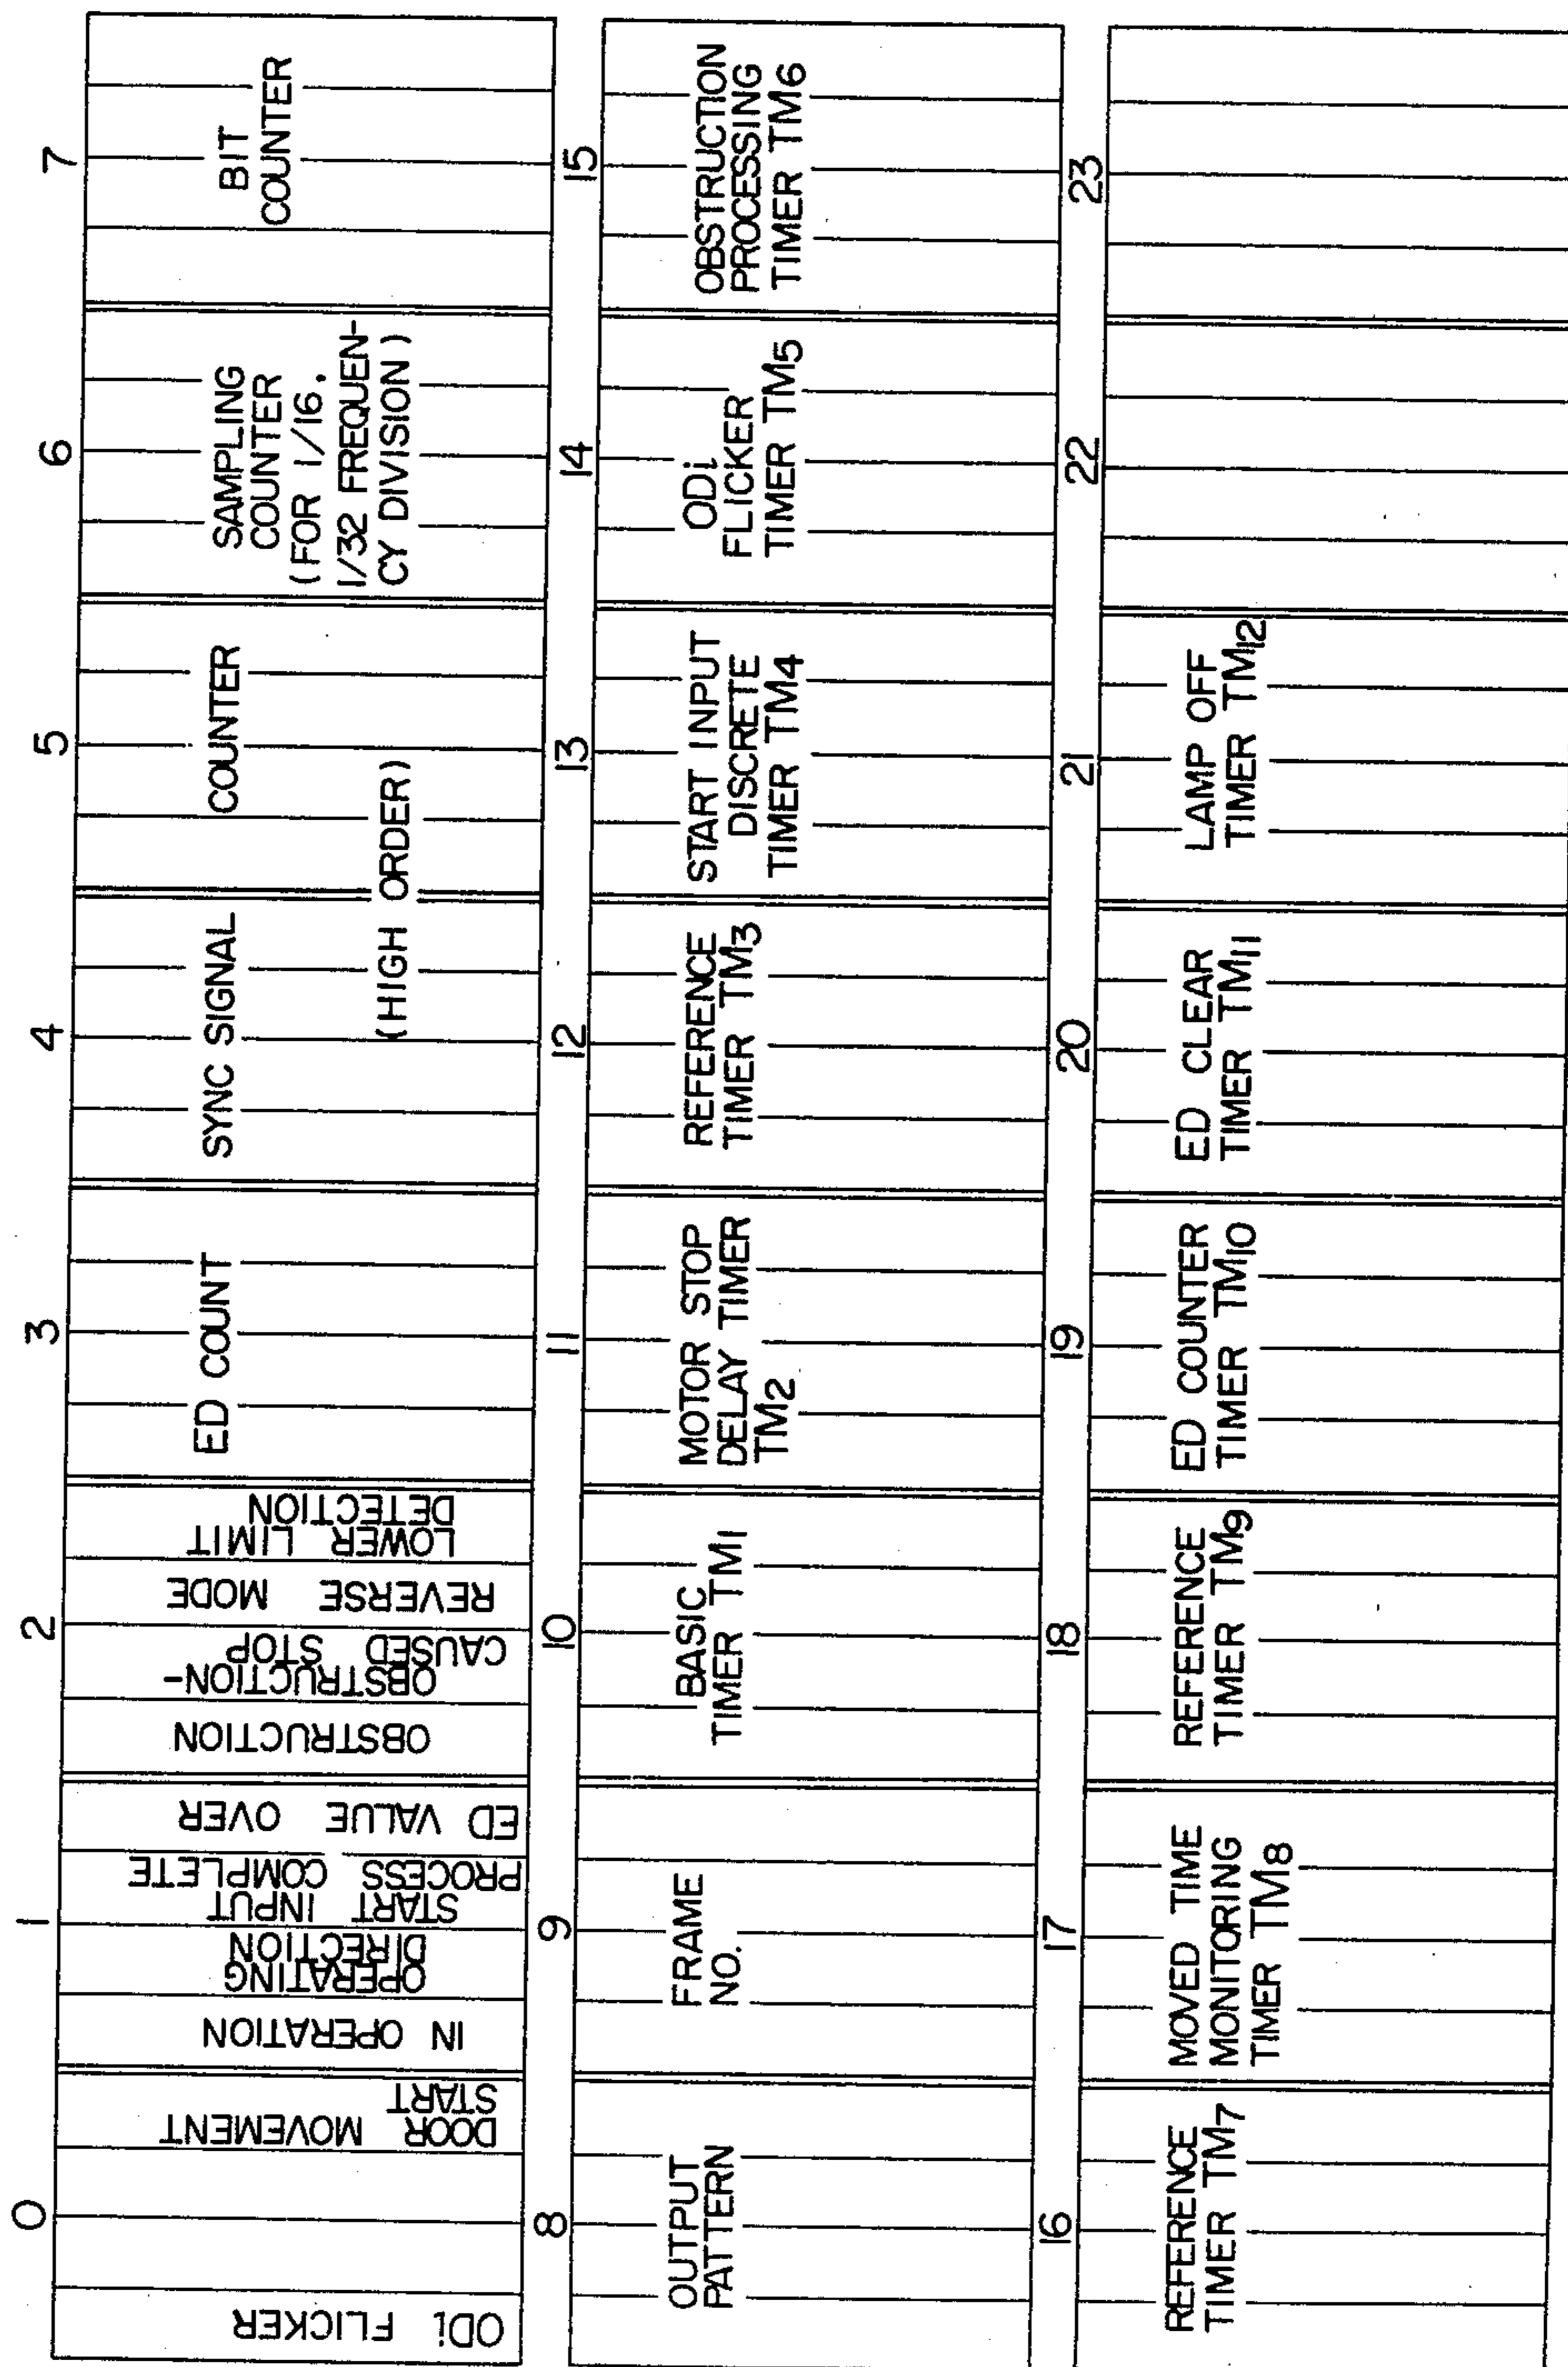 0 1 2 3 4 5 6 7
ODi FLICKER
DOOR MOVEMENT
START
IN OPERATION
OPERATING
DIRECTION
START INPUT
PROCESS COMPLETE
ED VALUE OVER
OBSTRUCTION
OBSTRUCTION-
CAUSED STOP
REVERSE MODE
LOWER LIMIT
DETECTION
ED COUNT
SYNC SIGNAL COUNTER
(HIGH ORDER)
SAMPLING
COUNTER
(FOR 1/16,
1/32 FREQUEN-
CY DIVISION)
BIT
COUNTER
8 9 10 11 12 13 14 15
OUTPUT
PATTERN
FRAME
NO.
BASIC
TIMER TM1
MOTOR STOP
DELAY TIMER
TM2
REFERENCE
TIMER TM3
START INPUT
DISCRETE
TIMER TM4
ODi
FLICKER
TIMER TM5
OBSTRUCTION
PROCESSING
TIMER TM6
16 17 18 19 20 21 22 23
REFERENCE
TIMER TM7
MOVED TIME
MONITORING
TIMER TM8
REFERENCE
TIMER TM9
ED COUNTER
TIMER TM10
ED CLEAR
TIMER TM11
LAMP OFF
TIMER TM12